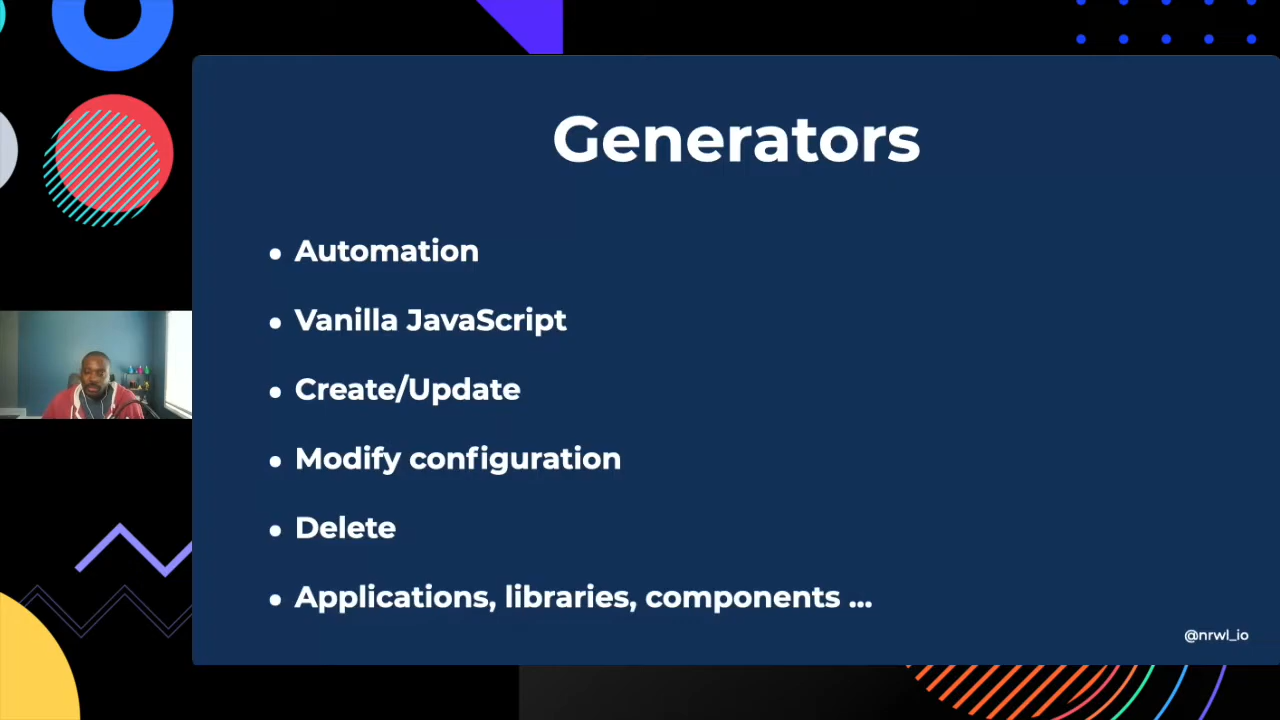 Generators
• Automation
• Vanilla JavaScript
• Create/Update
• Modify configuration
• Delete
• Applications, libraries, components ...
@nrwl_io